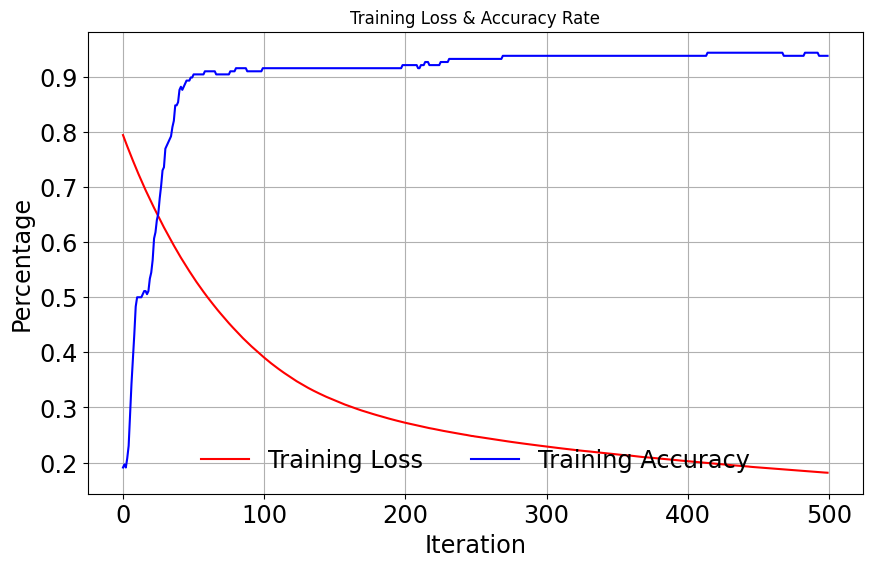 Training Loss & Accuracy Rate
0.9
0.8
0.7
0.6
0.5
0.4
0.3
0.2
Percentage
Training Loss Training Accuracy
0 100 200 300 400 500
Iteration